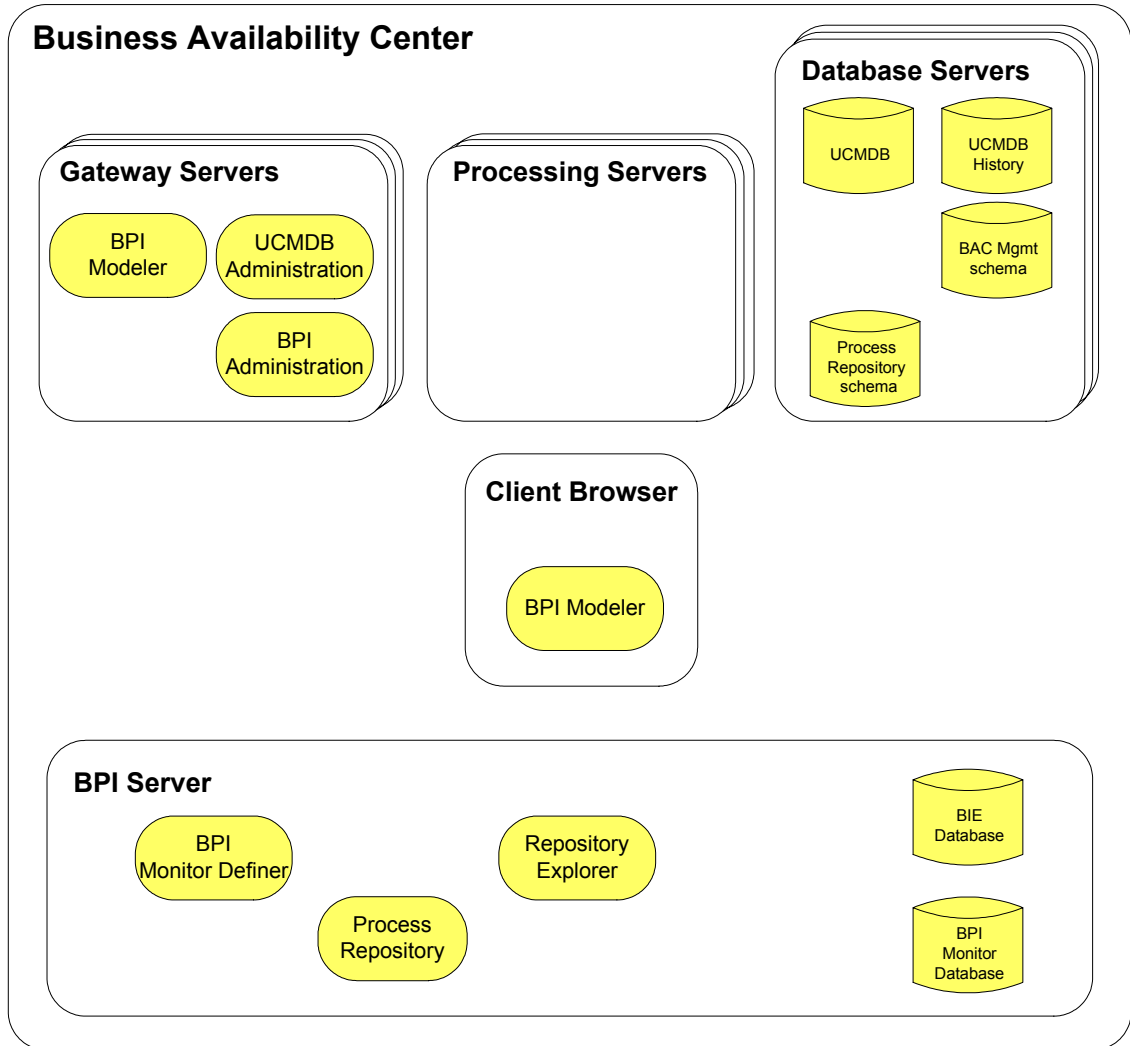 Business Availability Center
Database Servers
UCMDB
UCMDB
History
BAC Mgmt
schema
Process
Repository
schema
Gateway Servers
BPI
Modeler
UCMDB
Administration
BPI
Administration
Processing Servers
Client Browser
BPI Modeler
BPI Server
BPI
Monitor Definer
Repository
Explorer
Process
Repository
BIE
Database
BPI
Monitor
Database